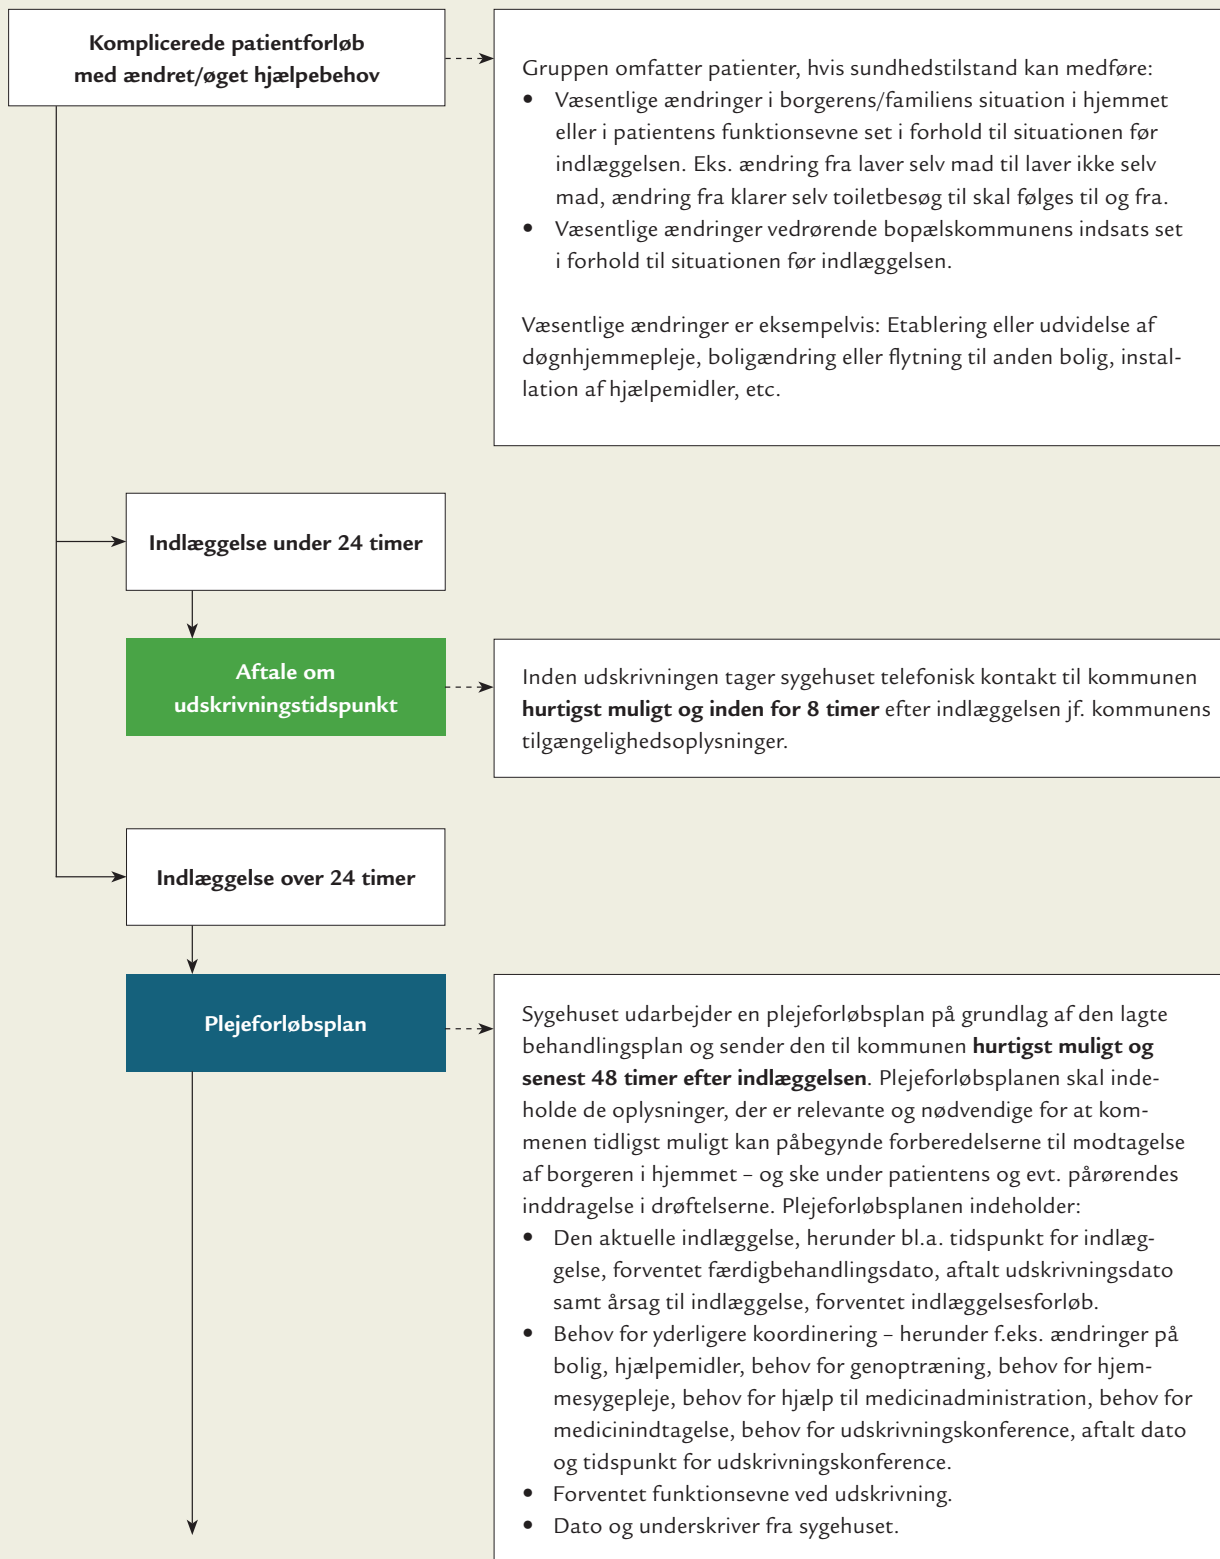 Komplicerede patientforløb
med ændret/øget hjælpebehov
Gruppen omfatter patienter, hvis sundhedstilstand kan medføre:
• Væsentlige ændringer i borgerens/familiens situation i hjemmet
eller i patientens funktionsevne set i forhold til situationen før
indlæggelsen. Eks. ændring fra laver selv mad til laver ikke selv
mad, ændring fra klarer selv toiletbesøg til skal følges til og fra.
• Væsentlige ændringer vedrørende bopælskommunens indsats set
i forhold til situationen før indlæggelsen.
Væsentlige ændringer er eksempelvis: Etablering eller udvidelse af
døgnhjemmepleje, boligændring eller flytning til anden bolig, instal-
lation af hjælpemidler, etc.
Indlæggelse under 24 timer
Aftale om
udskrivningstidspunkt
Inden udskrivningen tager sygehuset telefonisk kontakt til kommunen
hurtigst muligt og inden for 8 timer efter indlæggelsen jf. kommunens
tilgængelighedsoplysninger.
Indlæggelse over 24 timer
Plejeforløbsplan
Sygehuset udarbejder en plejeforløbsplan på grundlag af den lagte
behandlingsplan og sender den til kommunen hurtigst muligt og
senest 48 timer efter indlæggelsen. Plejeforløbsplanen skal inde-
holde de oplysninger, der er relevante og nødvendige for at kom-
menen tidligst muligt kan påbegynde forberedelserne til modtagelse
af borgeren i hjemmet – og ske under patientens og evt. pårørendes
inddragelse i drøftelserne. Plejeforløbsplanen indeholder:
• Den aktuelle indlæggelse, herunder bl.a. tidspunkt for indlæg-
gelse, forventet færdigbehandlingsdato, aftalt udskrivningsdato
samt årsag til indlæggelse, forventet indlæggelsesforløb.
• Behov for yderligere koordinering – herunder f.eks. ændringer på
bolig, hjælpemidler, behov for genoptræning, behov for hjem-
mesygepleje, behov for hjælp til medicinadministration, behov for
medicinindtagelse, behov for udskrivningskonference, aftalt dato
og tidspunkt for udskrivningskonference.
• Forventet funktionsevne ved udskrivning.
• Dato og underskriver fra sygehuset.